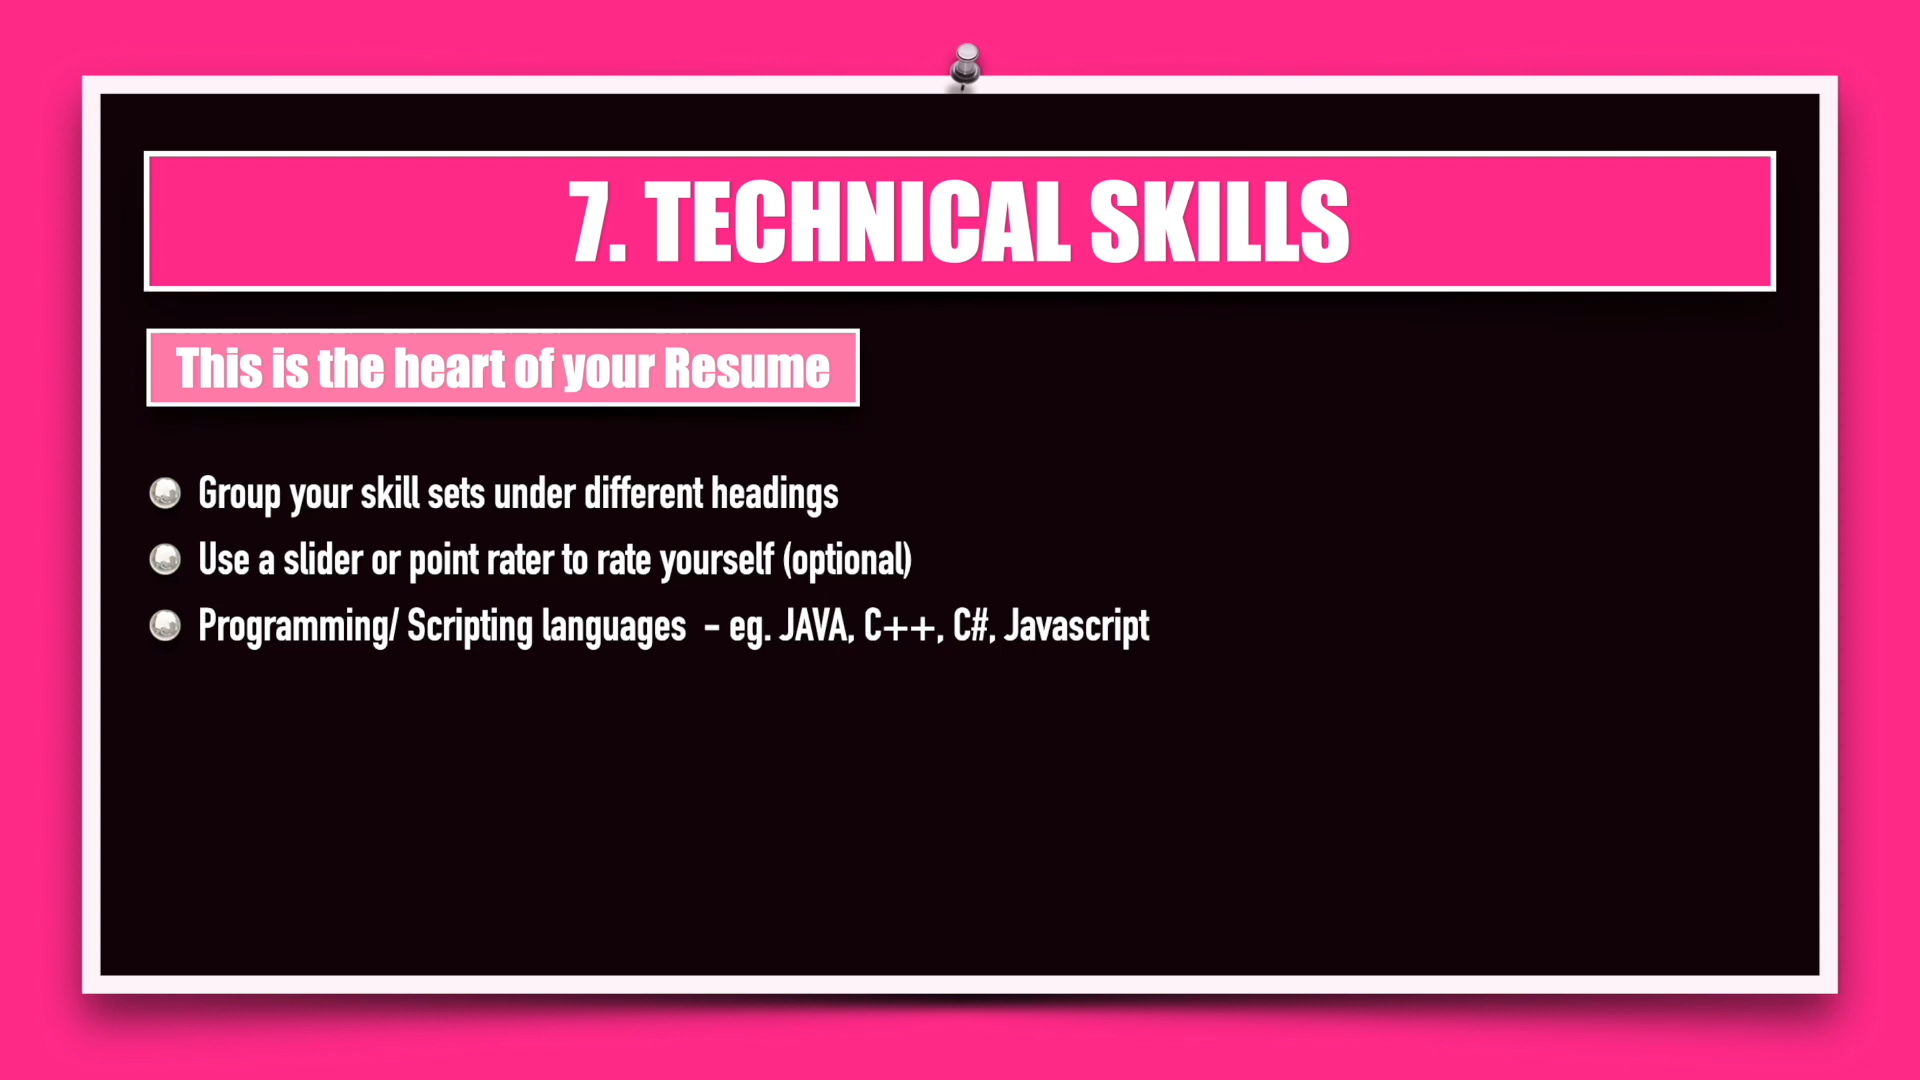 7. TECHNICAL SKILLS
This is the heart of your Resume
Group your skill sets under different headings
Use a slider or point rater to rate yourself (optional)
Programming/ Scripting languages - eg. JAVA, C++, C#, Javascript